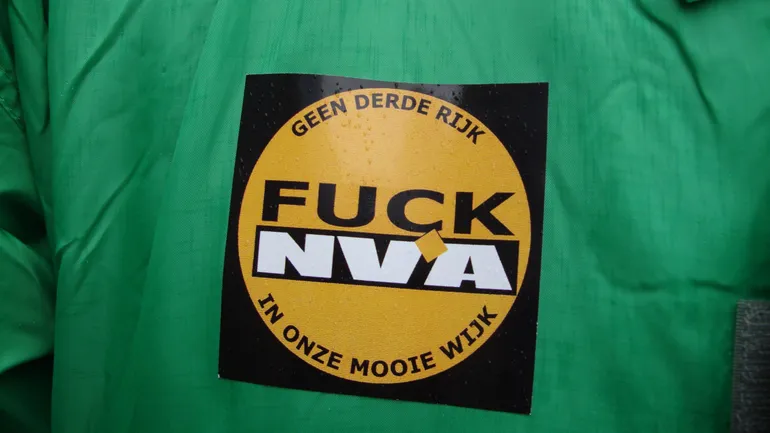 GEEN DERDE RIJK
FUCK
NVA
IN ONZE MOOIE WIJK